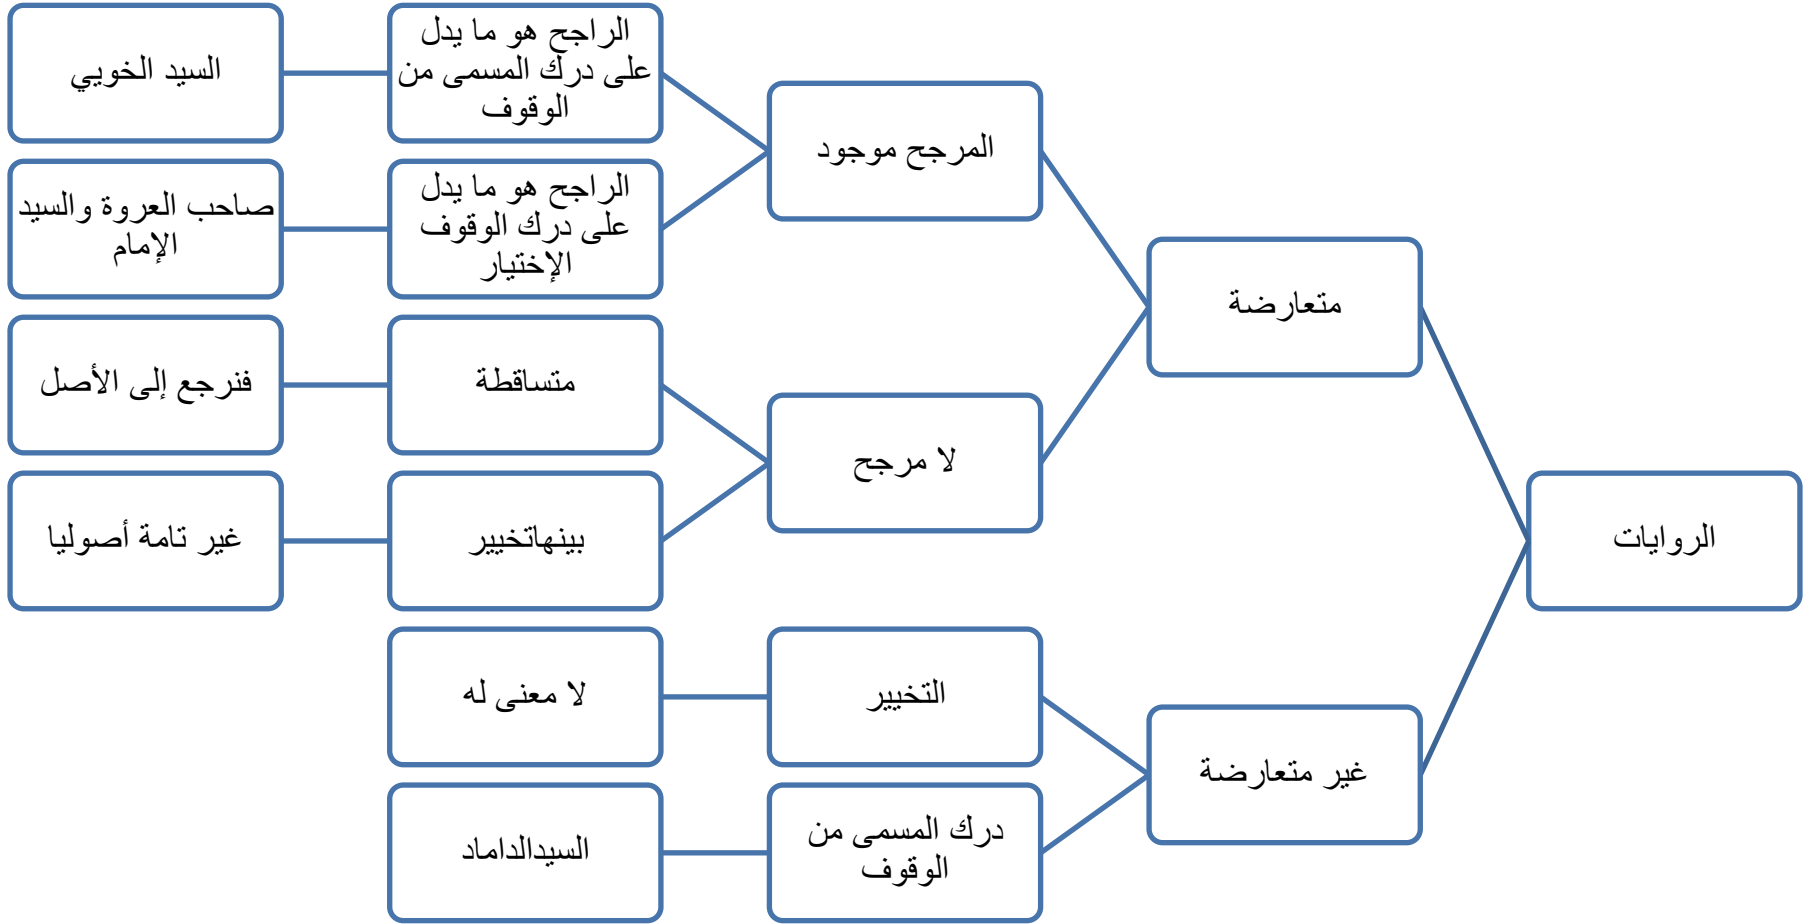 الروايات
متعارضة
المرجح موجود
الراجح هو ما يدل
على درك المسمى من
الوقوف
السيد الخويي
الراجح هو ما يدل
على درك الوقوف
الإختيار
صاحب العروة والسيد
الإمام
لا مرجح
متساقطة
فنرجع إلى الأصل
بينهاتخيير
غير تامة أصوليا
غير متعارضة
التخيير
لا معنى له
درك المسمى من
الوقوف
السيدالداماد